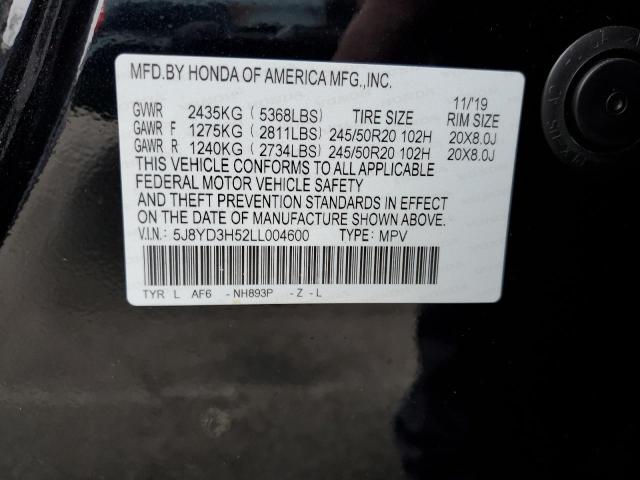 MFD.BY HONDA OF AMERICA MFG.,INC.
11/'19
GVWR 2435KG ( 5368LBS) TIRE SIZE RIM SIZE
GAWR F 1275KG ( 2811LBS) 245/50R20 102H 20X8.0J
GAWR R 1240KG ( 2734LBS) 245/50R20 102H 20X8.0J
THIS VEHICLE CONFORMS TO ALL APPLICABLE
FEDERAL MOTOR VEHICLE SAFETY
AND THEFT PREVENTION STANDARDS IN EFFECT
ON THE DATE OF MANUFACTURE SHOWN ABOVE.
V.I.N.: 5J8YD3H52LL004600 TYPE: MPV
TYR L AF6 -NH893P -Z -L